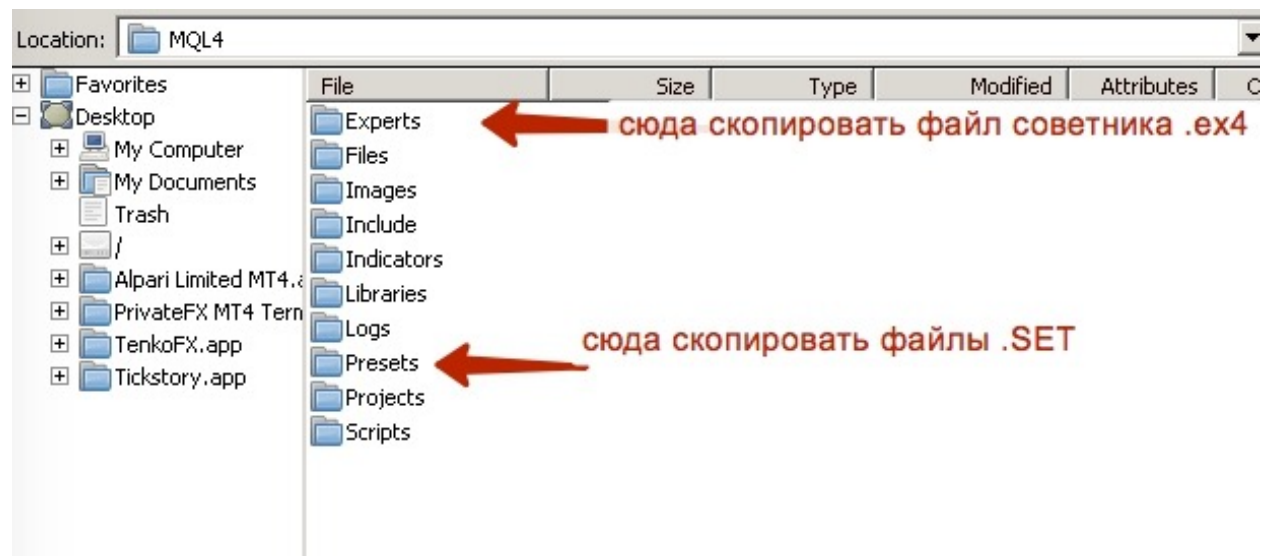 Location: MQL4
Favorites
Desktop
My Computer
My Documents
Trash
/
Alpari Limited MT4.
PrivateFX MT4 Tern
TenkoFX.app
Tickstory.app
File Size Type Modified Attributes
Experts
Files
Images
Include
Indicators
Libraries
Logs
Presets
Projects
Scripts
сюда скопировать файл советника .ex4
сюда скопировать файлы .SET